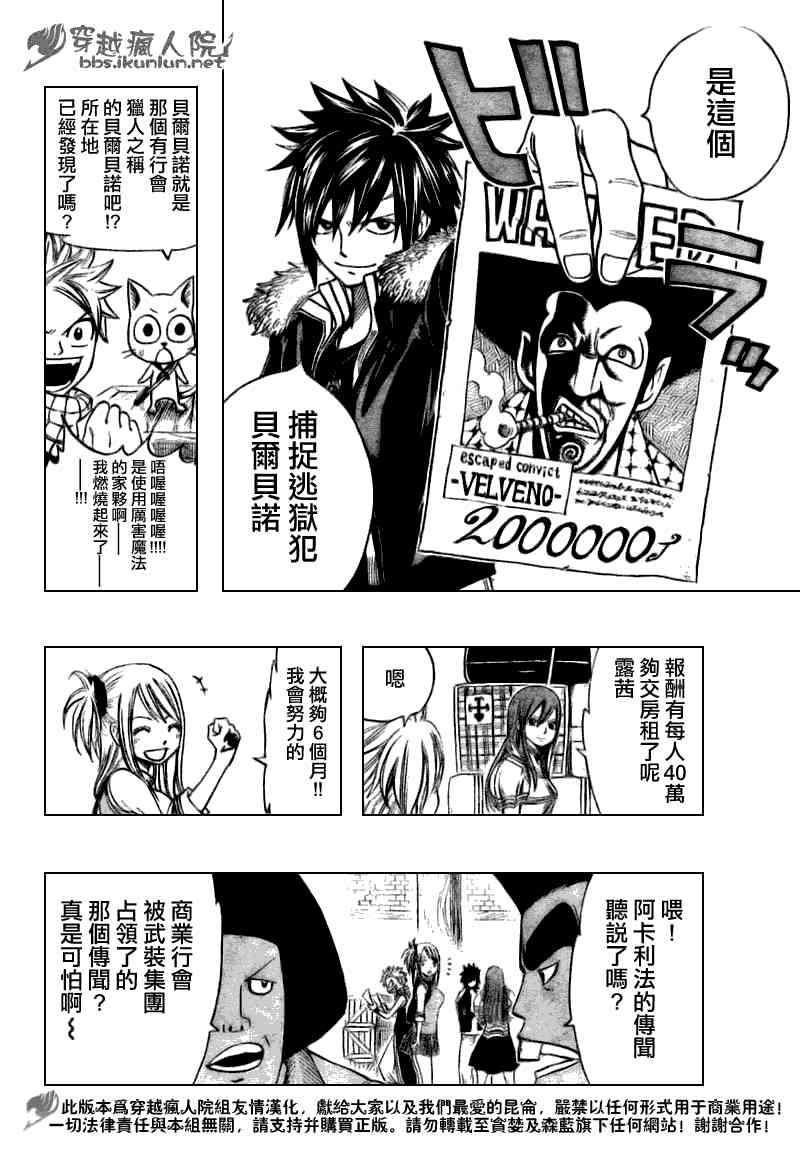 穿越瘋人院
bbs.ikunlun.net
是這個
ビラ
WANTED
escaped convict
-VELVENO-
2000000J
捕捉逃獄犯
貝爾貝諾
貝爾貝諾就是
那個有行會
獵人之稱
的貝爾貝諾吧!?
所在地
已經發現了嗎？
唔喔喔喔喔!!!!
是使用厲害魔法
的家夥啊——
我燃燒起來了——
——!!!
報酬有每人40萬
夠交房租了呢
露茜
嗯
大概夠6個月!!
我會努力的
喂！
阿卡利法的傳聞
聽說了嗎？
商業行會
被武裝集團
占領了的
那個傳聞？
真是可怕啊～
此版本爲穿越瘋人院組友情漢化，獻給大家以及我們最愛的昆侖，嚴禁以任何形式用于商業用途！
一切法律責任與本組無關，請支持并購買正版。請勿轉載至貪婪及森藍旗下任何網站！謝謝合作！